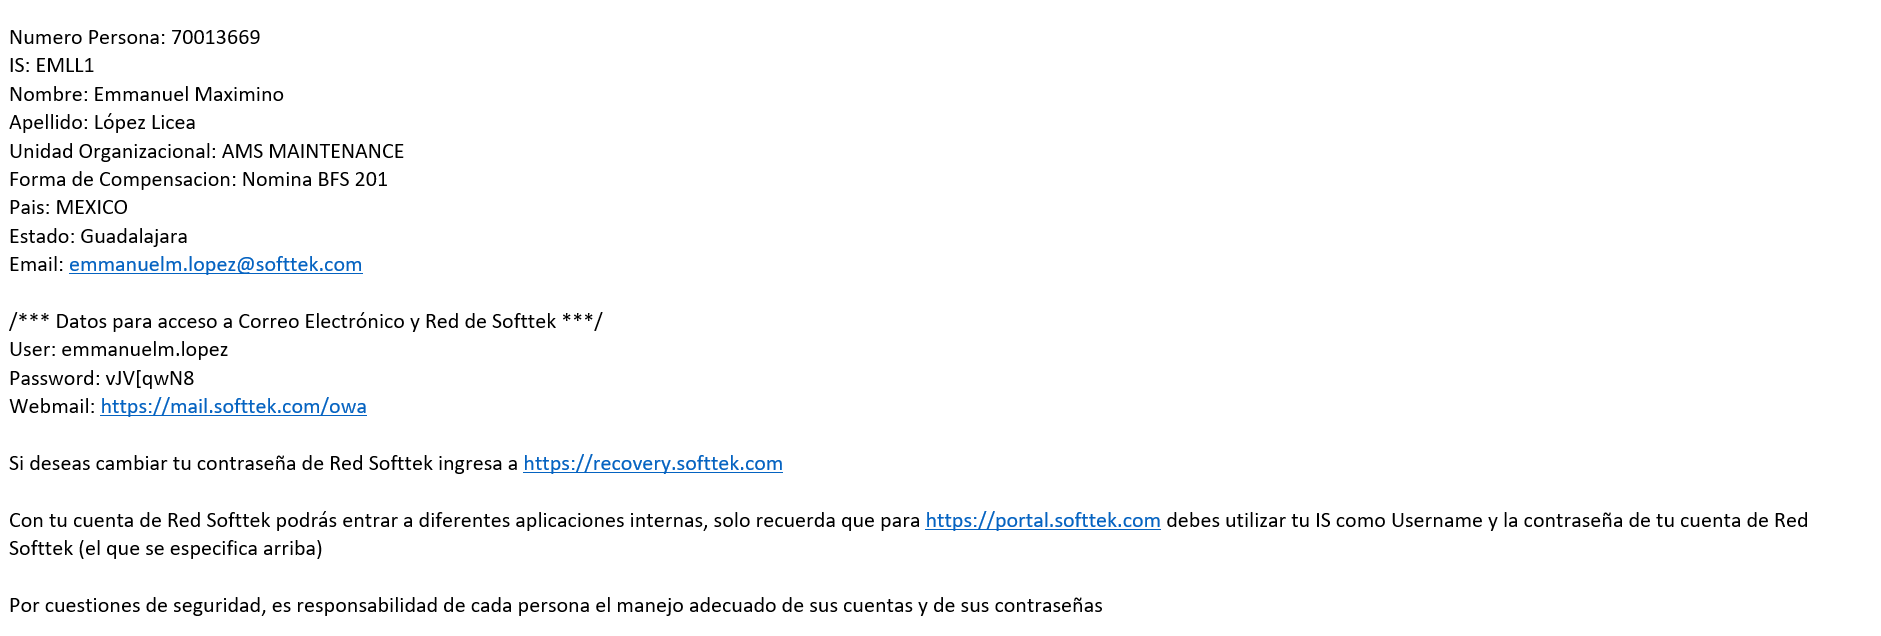 Numero Persona: 70013669
IS: EMLL1
Nombre: Emmanuel Maximino
Apellido: López Licea
Unidad Organizacional: AMS MAINTENANCE
Forma de Compensacion: Nomina BFS 201
Pais: MEXICO
Estado: Guadalajara
Email: emmanuelm.lopez@softtek.com
/*** Datos para acceso a Correo Electrónico y Red de Softtek ***/
User: emmanuelm.lopez
Password: vJV[qwN8
Webmail: https://mail.softtek.com/owa
Si deseas cambiar tu contraseña de Red Softtek ingresa a https://recovery.softtek.com
Con tu cuenta de Red Softtek podrás entrar a diferentes aplicaciones internas, solo recuerda que para https://portal.softtek.com debes utilizar tu IS como Username y la contraseña de tu cuenta de Red
Softtek (el que se especifica arriba)
Por cuestiones de seguridad, es responsabilidad de cada persona el manejo adecuado de sus cuentas y de sus contraseñas